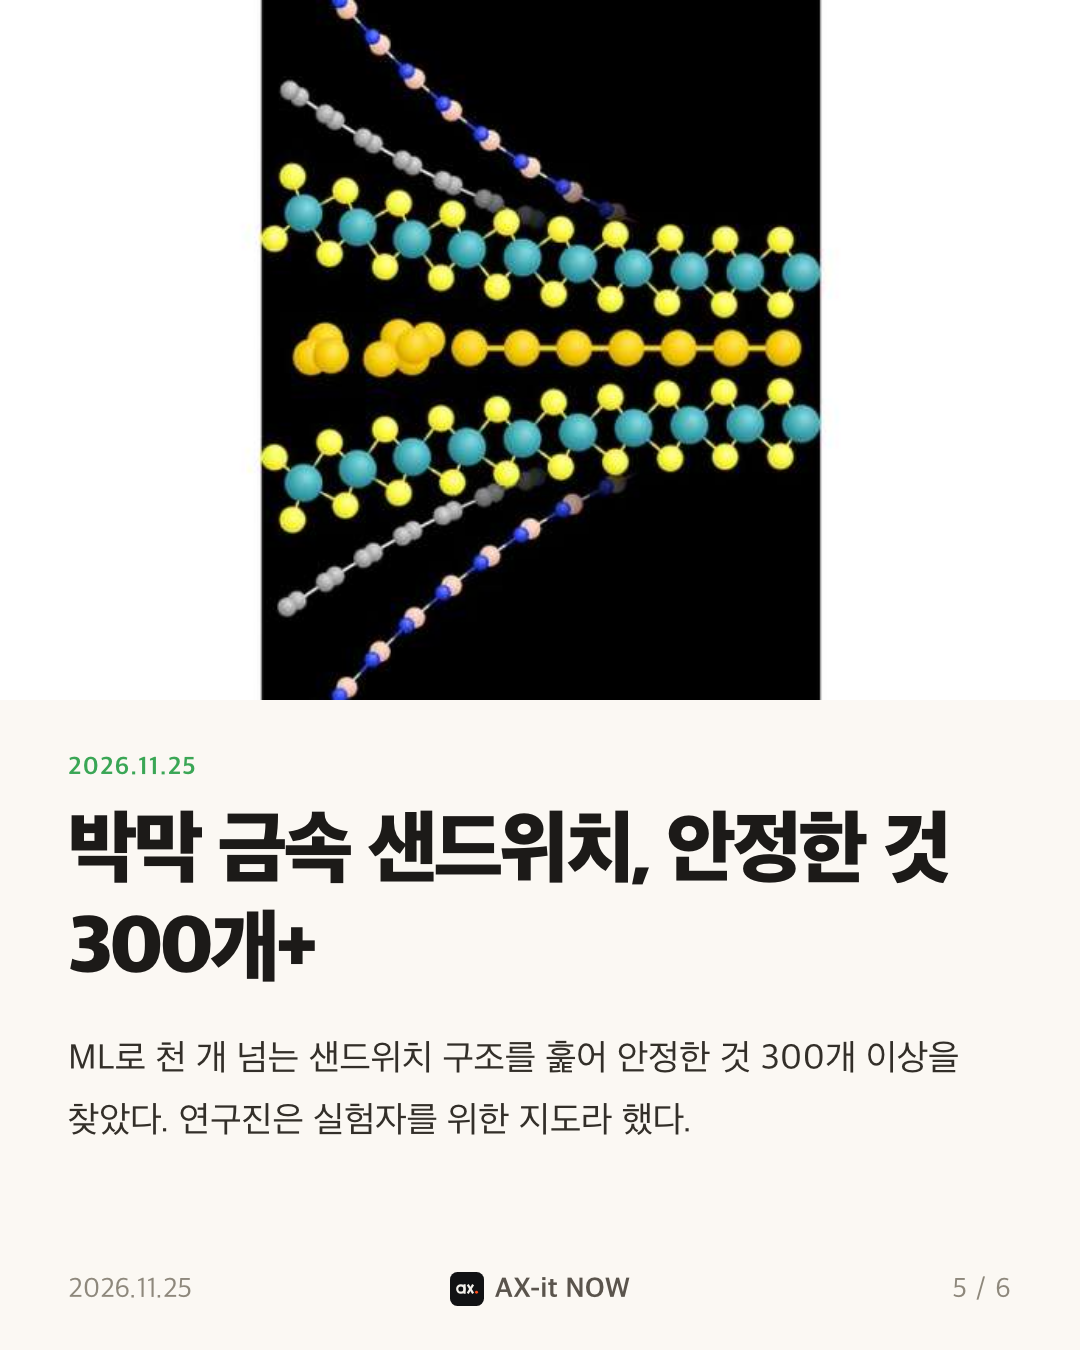 2026.11.25
박막 금속 샌드위치, 안정한 것
300개+
ML로 천 개 넘는 샌드위치 구조를 훑어 안정한 것 300개 이상을
찾았다. 연구진은 실험자를 위한 지도라 했다.
2026.11.25
ax. AX-it NOW
5 / 6